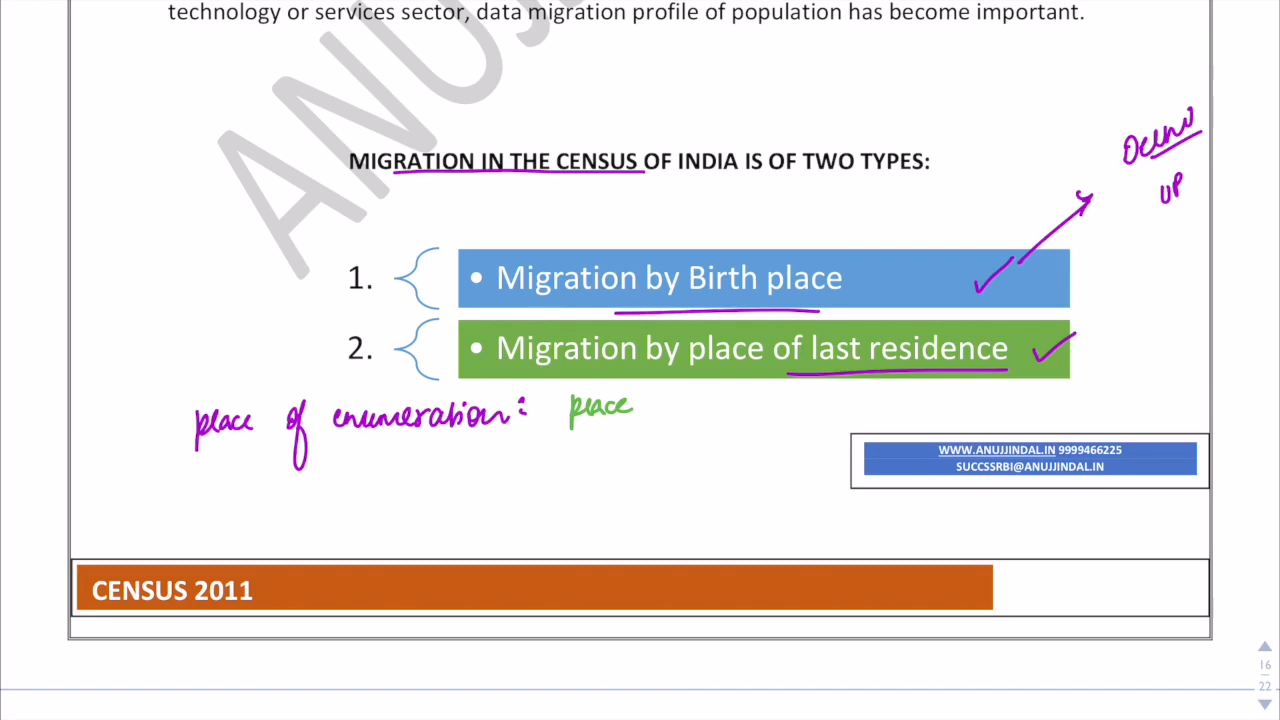 technology or services sector, data migration profile of population has become important.
ANUJ
MIGRATION IN THE CENSUS OF INDIA IS OF TWO TYPES:
UP
1. • Migration by Birth place
2. • Migration by place of last residence
place of enumeration: place
WWW.ANUJJINDAL.IN 9999466225
SUCCSSRBI@ANUJJINDAL.IN
CENSUS 2011
16
22